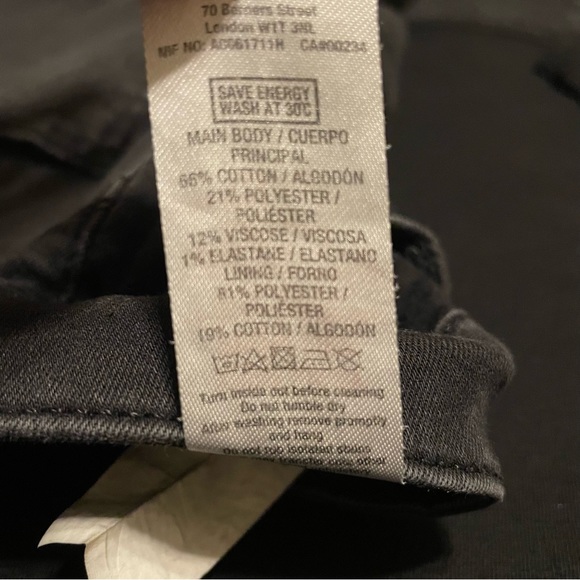 70 Berners Street
London W1T 3NL
NIF NO: A0061711H CA#00234
SAVE ENERGY
WASH AT 30°C
MAIN BODY / CUERPO
PRINCIPAL
66% COTTON / ALGODÓN
21% POLYESTER /
POLIÉSTER
12% VISCOSE / VISCOSA
1% ELASTANE / ELASTANO
LINING / FORRO
81% POLYESTER /
POLIÉSTER
19% COTTON / ALGODÓN
Turn inside out before cleaning
Do not tumble dry
After washing remove promptly
and hang
Do not